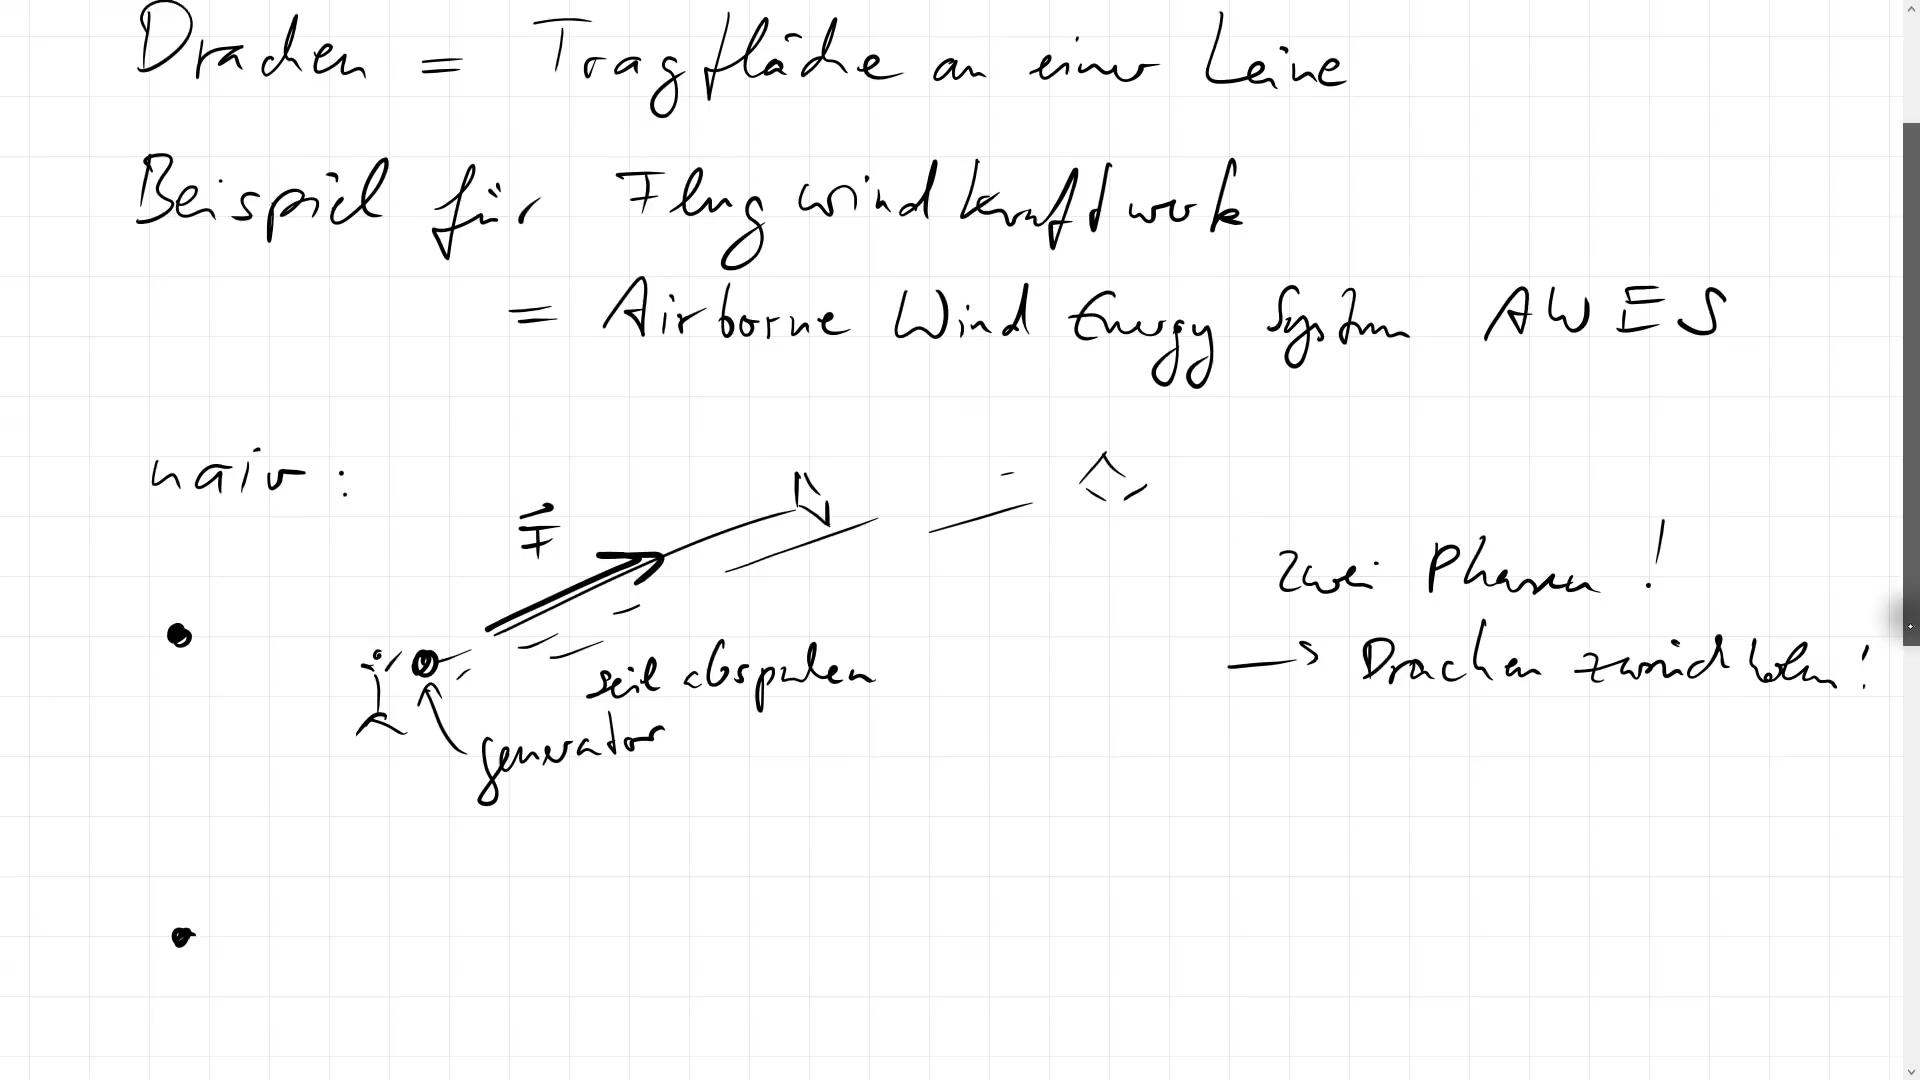 Drachen = Tragfläche an einer Leine
Beispiel für Flugwindkraftwerk
= Airborne Wind Energy System AWES
naiv:
F
zwei Phasen!
Seil abspulen
→ Drachen zurückholen!
Generator